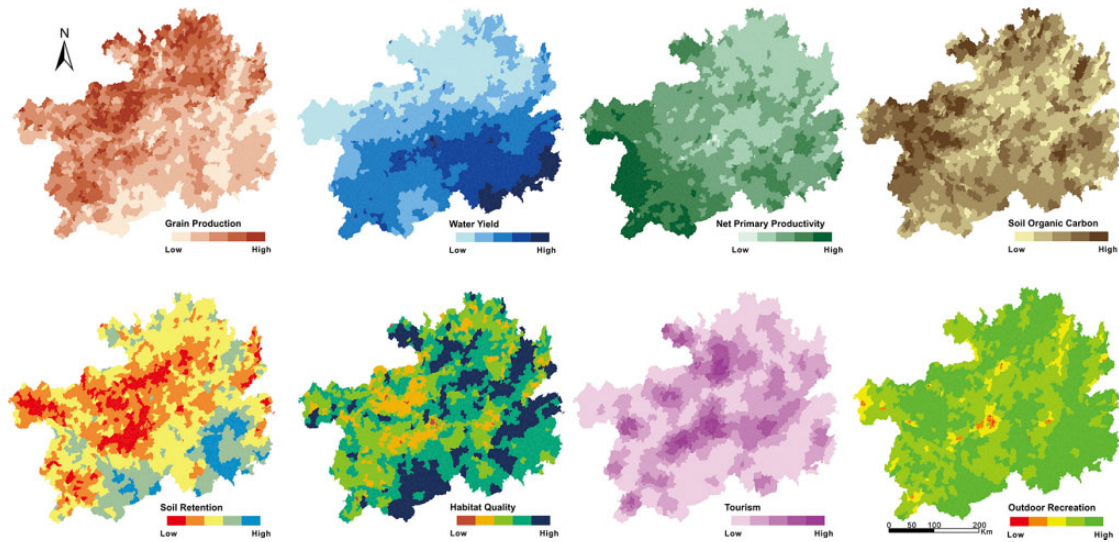 N
Grain Production
Low High
Water Yield
Low High
Net Primary Productivity
Low High
Soil Organic Carbon
Low High
Soil Retention
Low High
Habitat Quality
Low High
Tourism
Low High
Outdoor Recreation
0 50 100 200
Km
Low High